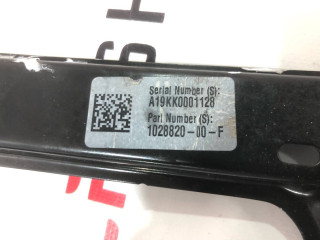 Serial Number (S):
A19KK0001128
Part Number (S):
1028820-00-F